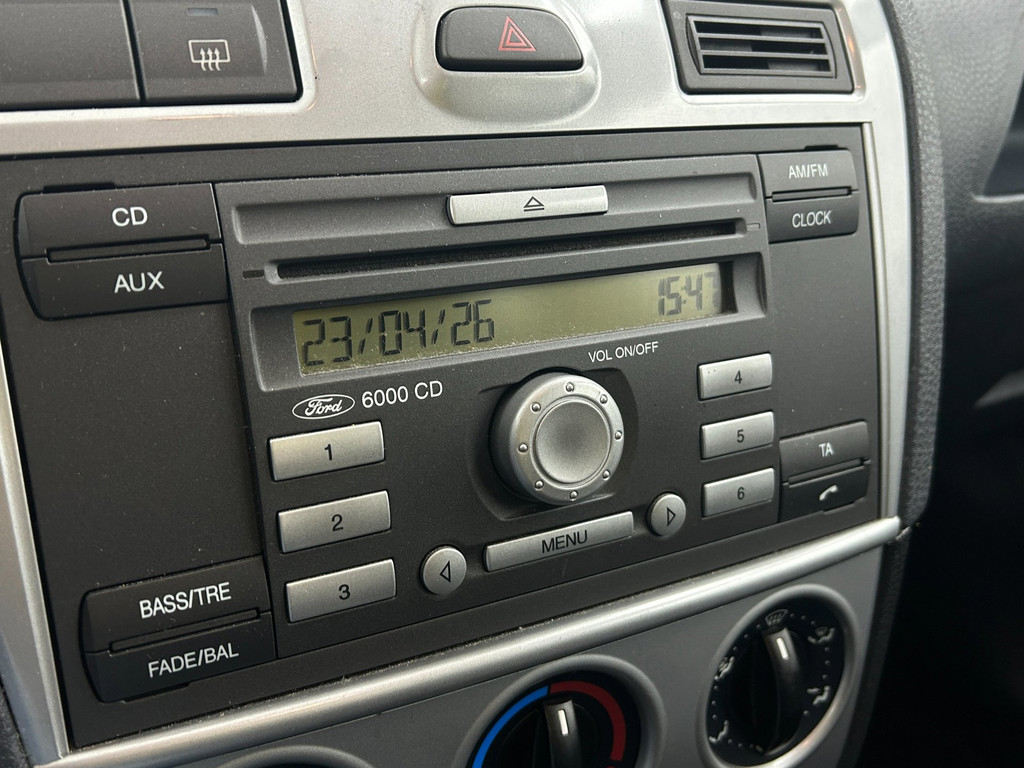 CD
AUX
AM/FM
CLOCK
23/04/26 15:47
VOL ON/OFF
Ford 6000 CD
1
2
3
4
5
6
TA
MENU
BASS/TRE
FADE/BAL